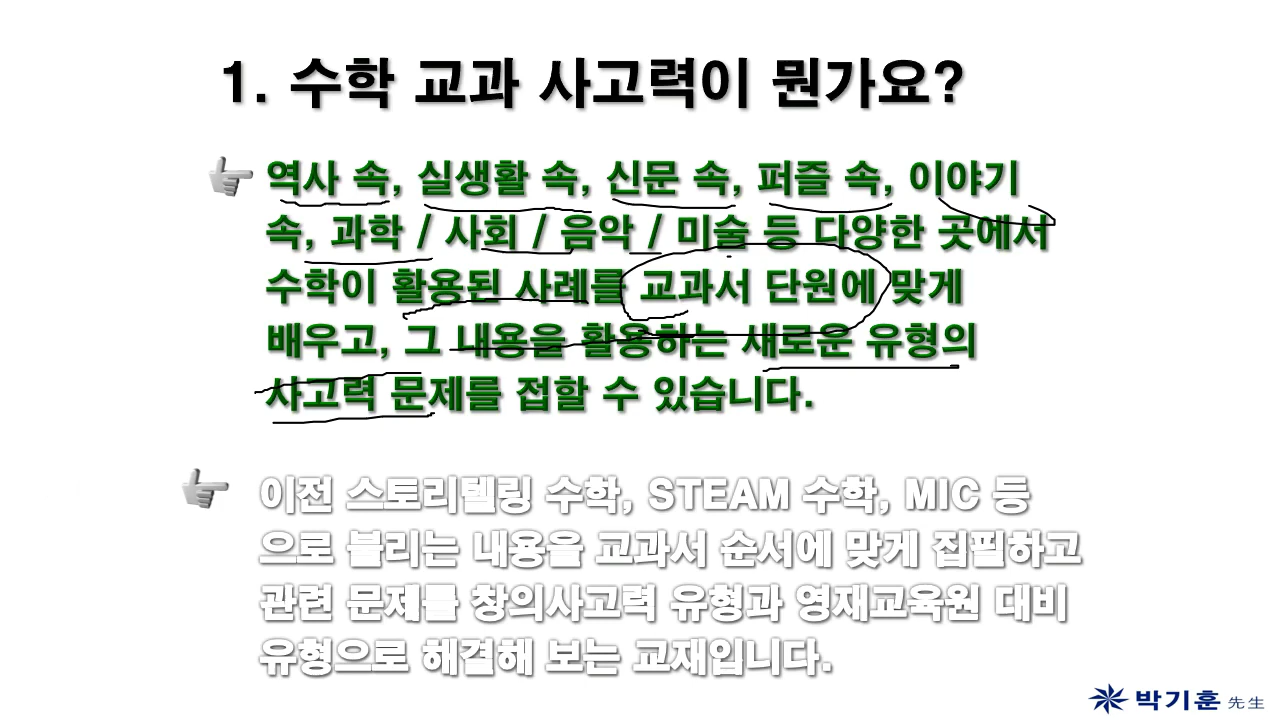 1. 수학 교과 사고력이 뭔가요?
역사 속, 실생활 속, 신문 속, 퍼즐 속, 이야기
속, 과학 / 사회 / 음악 / 미술 등 다양한 곳에서
수학이 활용된 사례를 교과서 단원에 맞게
배우고, 그 내용을 활용하는 새로운 유형의
사고력 문제를 접할 수 있습니다.
이전 스토리텔링 수학, STEAM 수학, MIC 등
으로 불리는 내용을 교과서 순서에 맞게 집필하고
관련 문제를 창의사고력 유형과 영재교육원 대비
유형으로 해결해 보는 교재입니다.
박기훈 先生